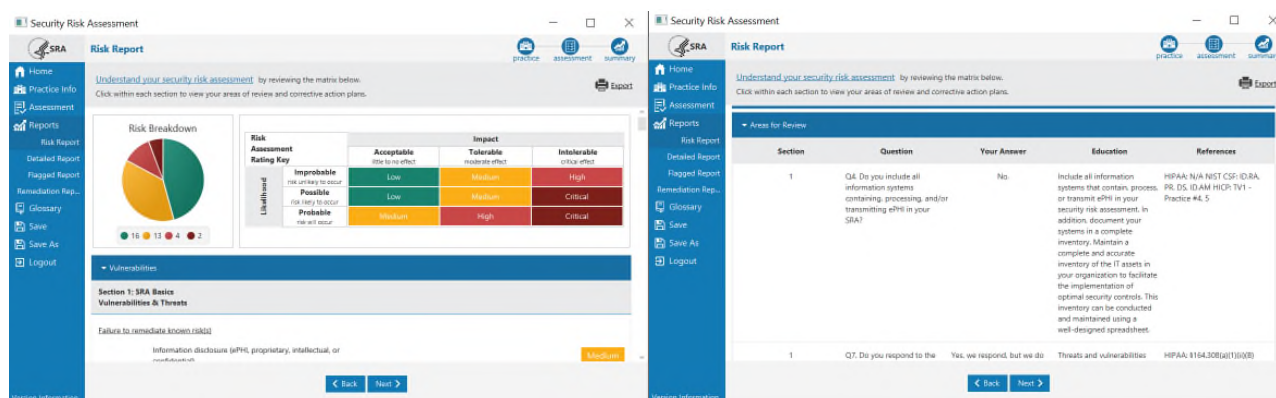 Security Risk Assessment
SRA
Risk Report
practice
assessment
summary
Home
Practice Info
Assessment
Reports
Risk Report
Detailed Report
Flagged Report
Remediation Rep...
Glossary
Save
Save As
Logout
Understand your security risk assessment by reviewing the matrix below.
Click within each section to view your areas of review and corrective action plans.
Export
Risk Breakdown
16 13 4 2
Risk
Assessment
Rating Key
Impact
Acceptable
little to no effect
Tolerable
moderate effect
Intolerable
critical effect
Likelihood
Improbable
risk unlikely to occur
Low
Medium
High
Possible
risk likely to occur
Low
Medium
Critical
Probable
risk will occur
Medium
High
Critical
Vulnerabilities
Section 1: SRA Basics
Vulnerabilities & Threats
Failure to remediate known risk(s)
Information disclosure (ePHI, proprietary, intellectual, or
confidential)
Medium
Back
Next
Version Information
Security Risk Assessment
SRA
Risk Report
practice
assessment
summar
Home
Practice Info
Assessment
Reports
Risk Report
Detailed Report
Flagged Report
Remediation Rep...
Glossary
Save
Save As
Logout
Understand your security risk assessment by reviewing the matrix below.
Click within each section to view your areas of review and corrective action plans.
Export
Areas for Review
Section
Question
Your Answer
Education
References
1
Q4. Do you include all
information systems
containing, processing, and/or
transmitting ePHI in your
SRA?
No.
Include all information
systems that contain, process,
or transmit ePHI in your
security risk assessment. In
addition, document your
systems in a complete
inventory. Maintain a
complete and accurate
inventory of the IT assets in
your organization to facilitate
the implementation of
optimal security controls. This
inventory can be conducted
and maintained using a
well-designed spreadsheet.
HIPAA: N/A NIST CSF: ID.RA,
PR. DS, ID.AM HICP: TV1 -
Practice #4, 5
1
Q7. Do you respond to the
Yes, we respond, but we do
Threats and vulnerabilities
HIPAA: §164.308(a)(1)(ii)(B)
Back
Next
Version Information